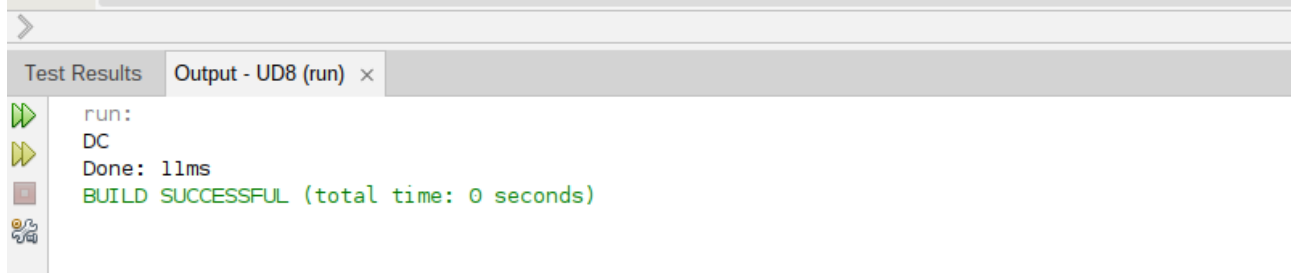 Test Results Output - UD8 (run) ×
run:
DC
Done: 11ms
BUILD SUCCESSFUL (total time: 0 seconds)